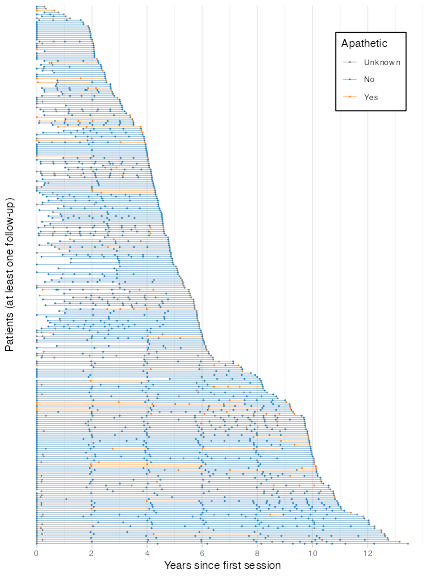 Apathetic
Unknown
No
Yes
Patients (at least one follow-up)
0 2 4 6 8 10 12
Years since first session